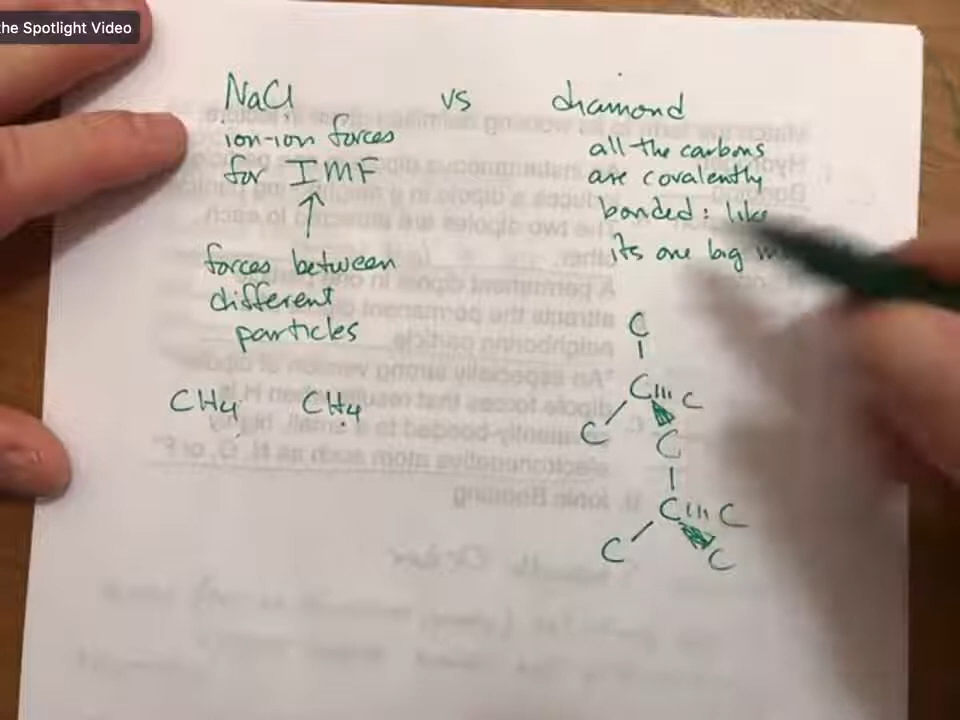 the Spotlight Video
NaCl vs diamond
ion-ion forces
for IMF
↑
forces between
different
particles
CH4 CH4
all the carbons
are covalently
bonded: like
its one big
C
C C
C
C
C C
C
C